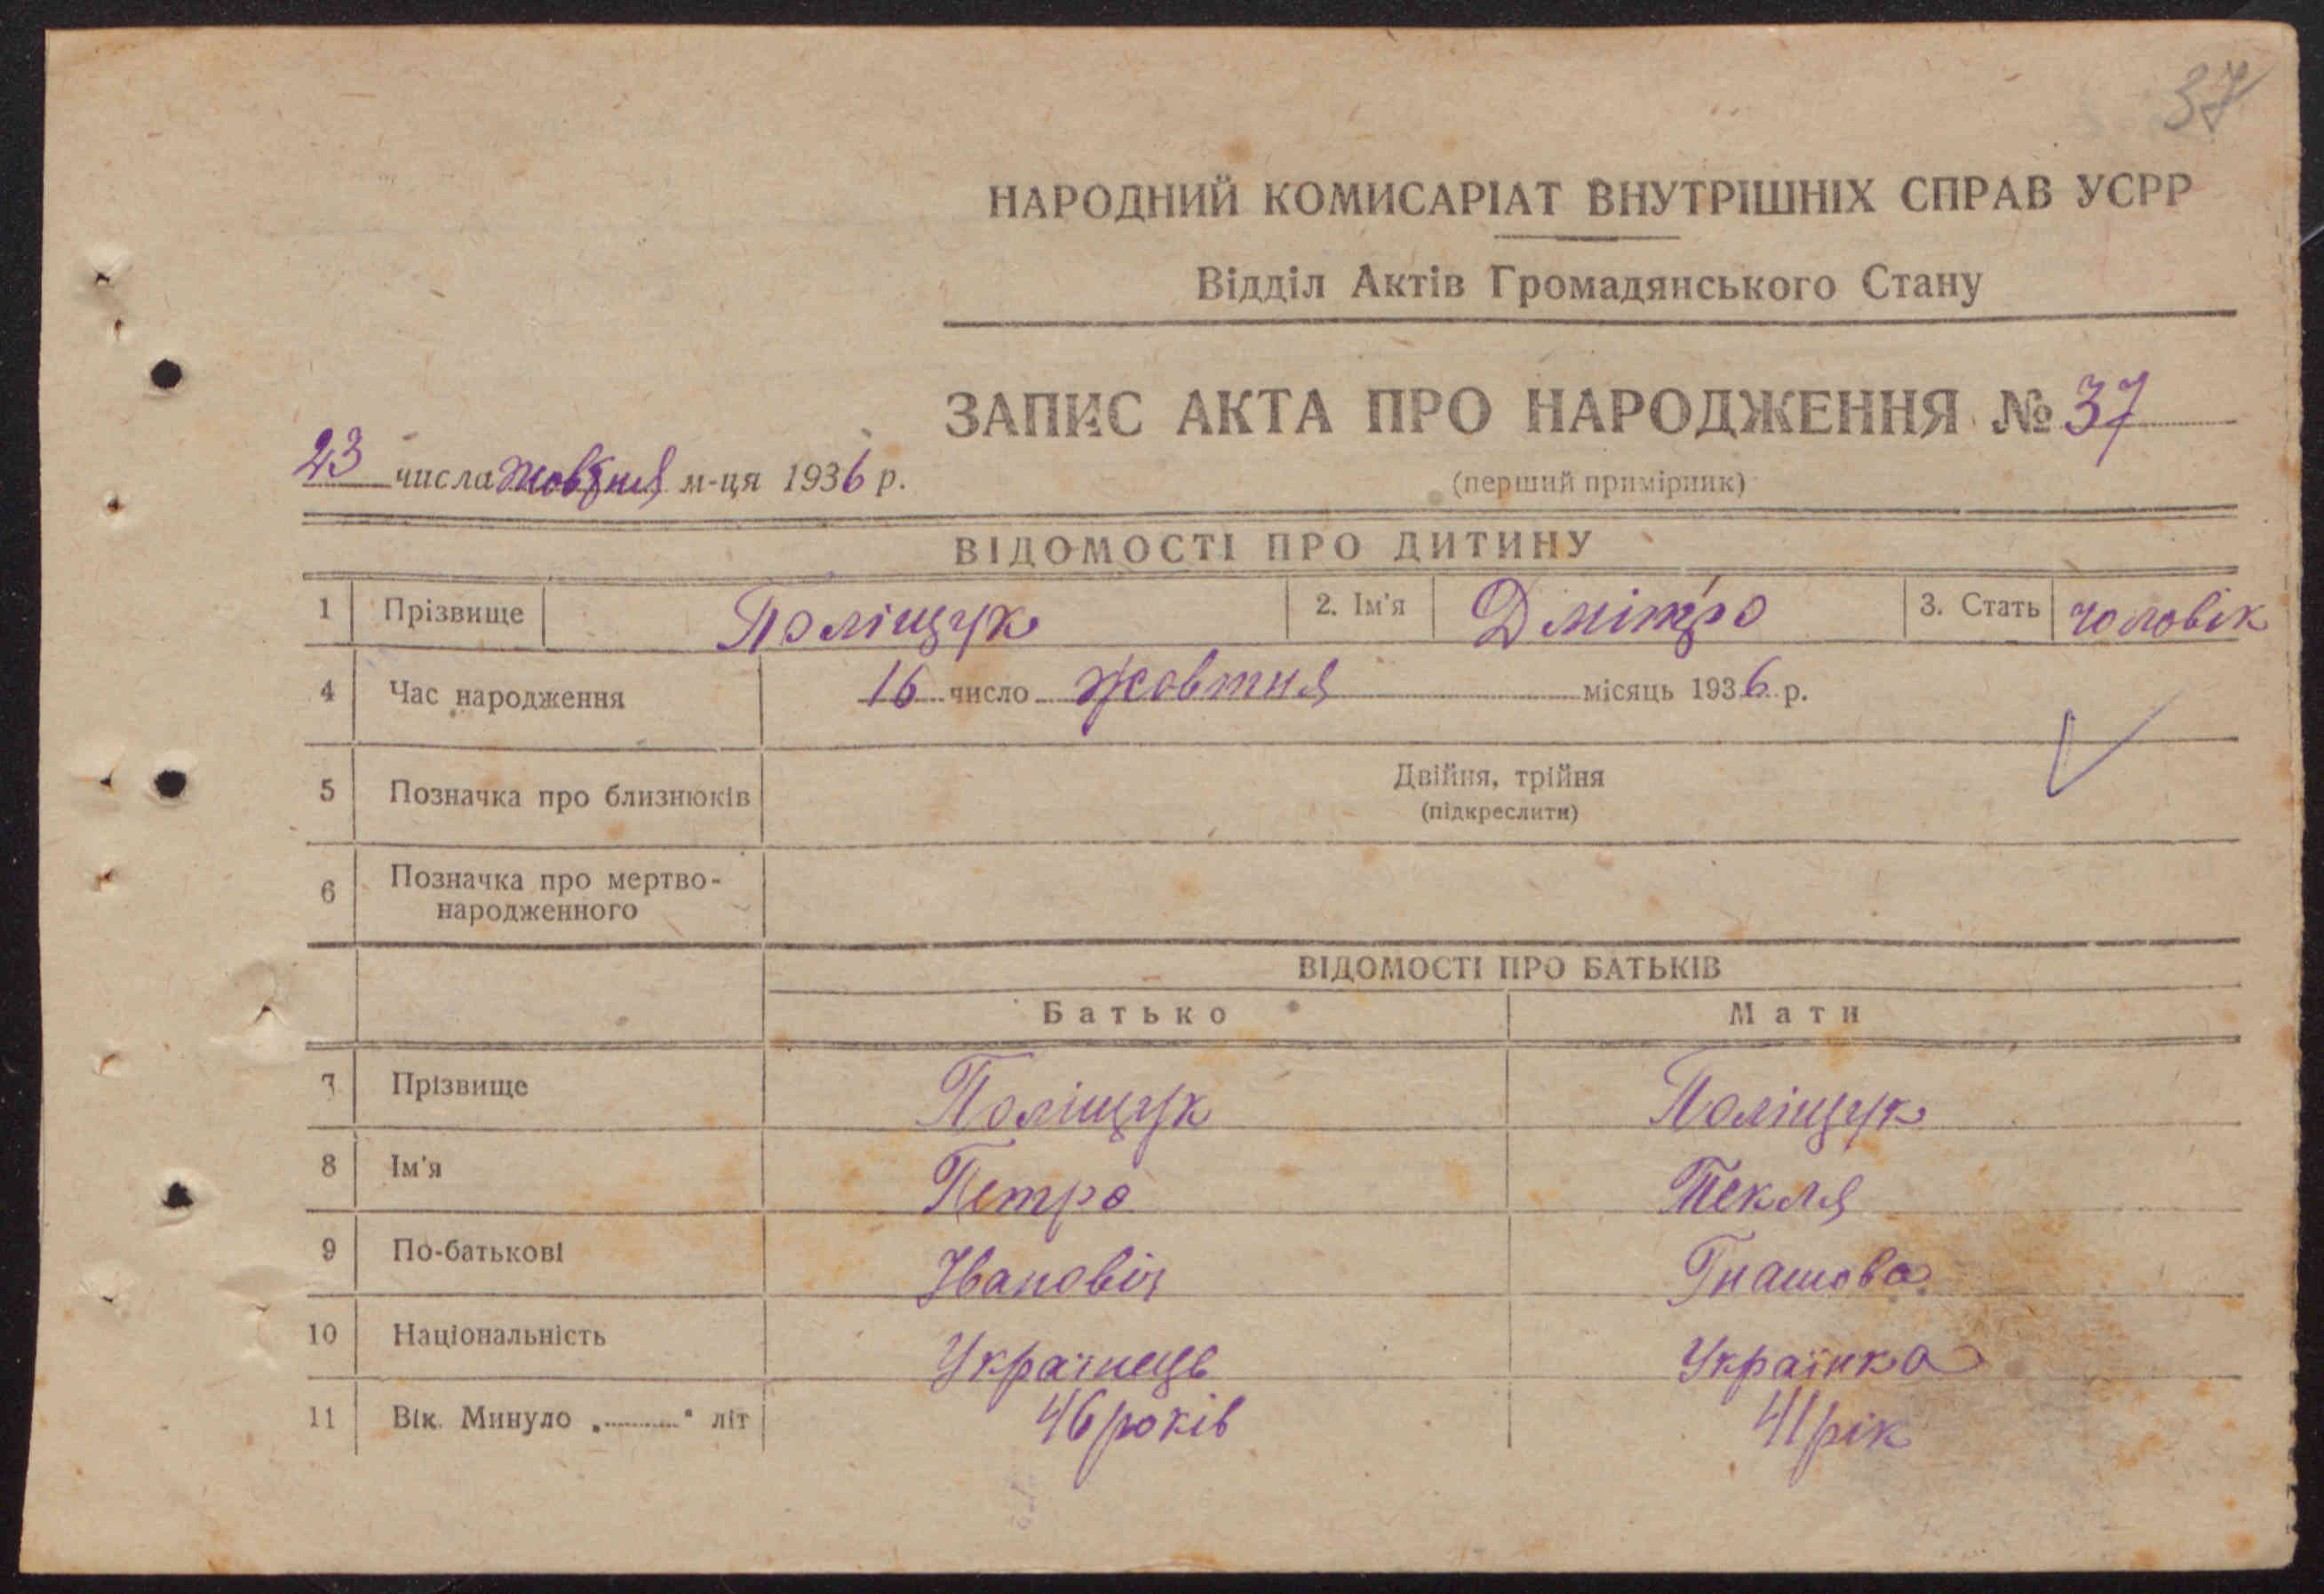 37
НАРОДНИЙ КОМИСАРІАТ ВНУТРІШНІХ СПРАВ УСРР
Відділ Актів Громадянського Стану
ЗАПИС АКТА ПРО НАРОДЖЕННЯ № 37
23 числа жовтня м-ця 1936 р.
(перший примірник)
ВІДОМОСТІ ПРО ДИТИНУ
1 Прізвище Поліщук 2. Ім'я Дмітро 3. Стать чоловік
4 Час народження 16 число жовтня місяць 1936 р.
5 Позначка про близнюків Двійня, трійня
(підкреслити)
6 Позначка про мертво-
народженного
ВІДОМОСТІ ПРО БАТЬКІВ
Батько Мати
7 Прізвище Поліщук Поліщук
8 Ім'я Петро Текля
9 По-батькові Івановіч Гнатова
10 Національність Українець Українка
11 Вік. Минуло „ “ літ 46 років 41 рік